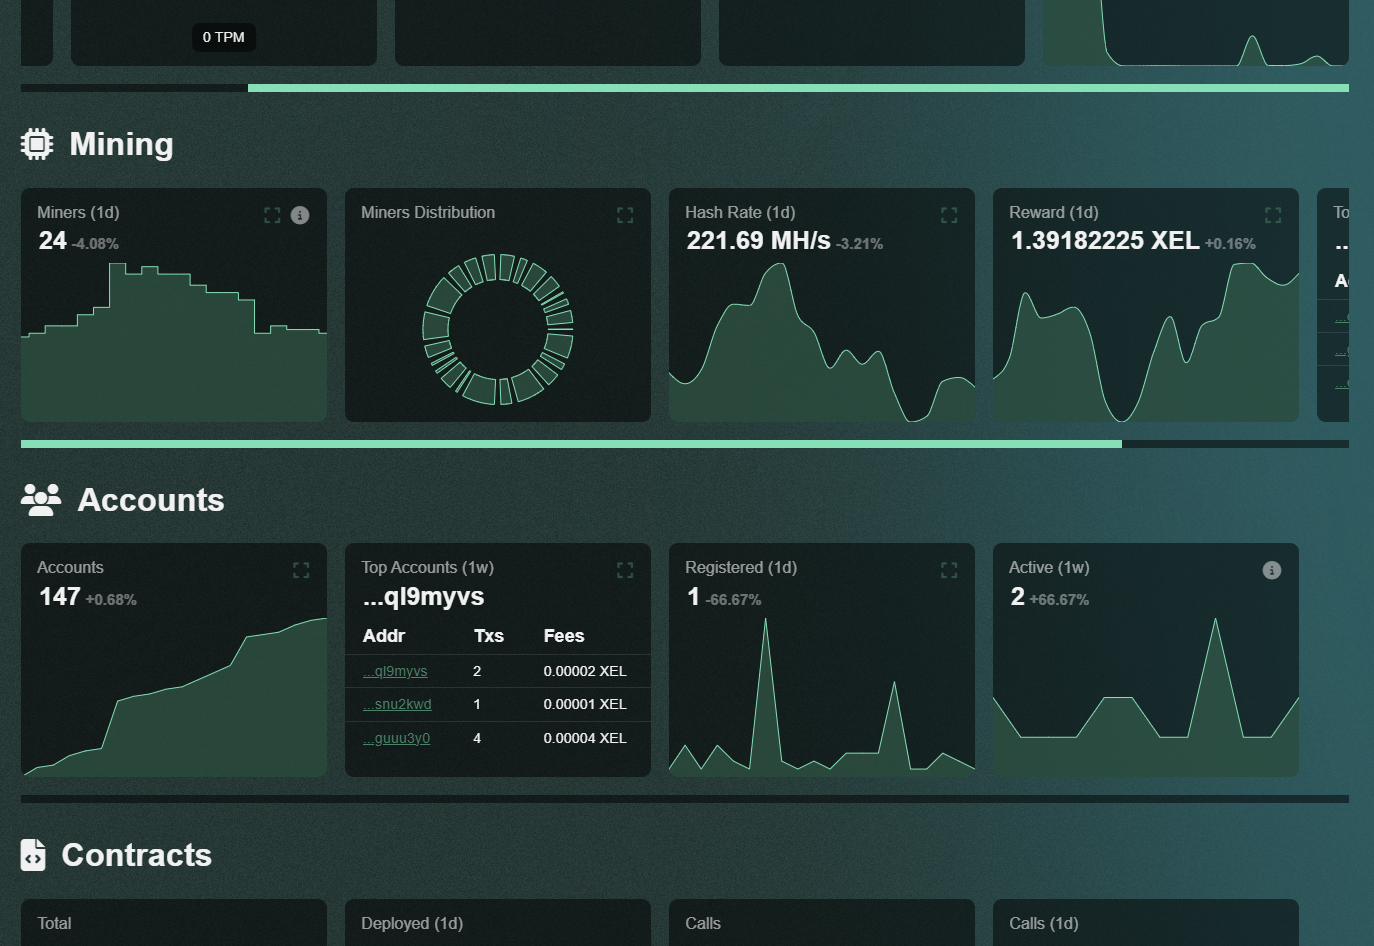 0 TPM
Mining
Miners (1d)
24 -4.08%
Miners Distribution
Hash Rate (1d)
221.69 MH/s -3.21%
Reward (1d)
1.39182225 XEL +0.16%
Accounts
Accounts
147 +0.68%
Top Accounts (1w)
...ql9myvs
Addr Txs Fees
...ql9myvs 2 0.00002 XEL
...snu2kwd 1 0.00001 XEL
...guuu3y0 4 0.00004 XEL
Registered (1d)
1 -66.67%
Active (1w)
2 +66.67%
Contracts
Total
Deployed (1d)
Calls
Calls (1d)